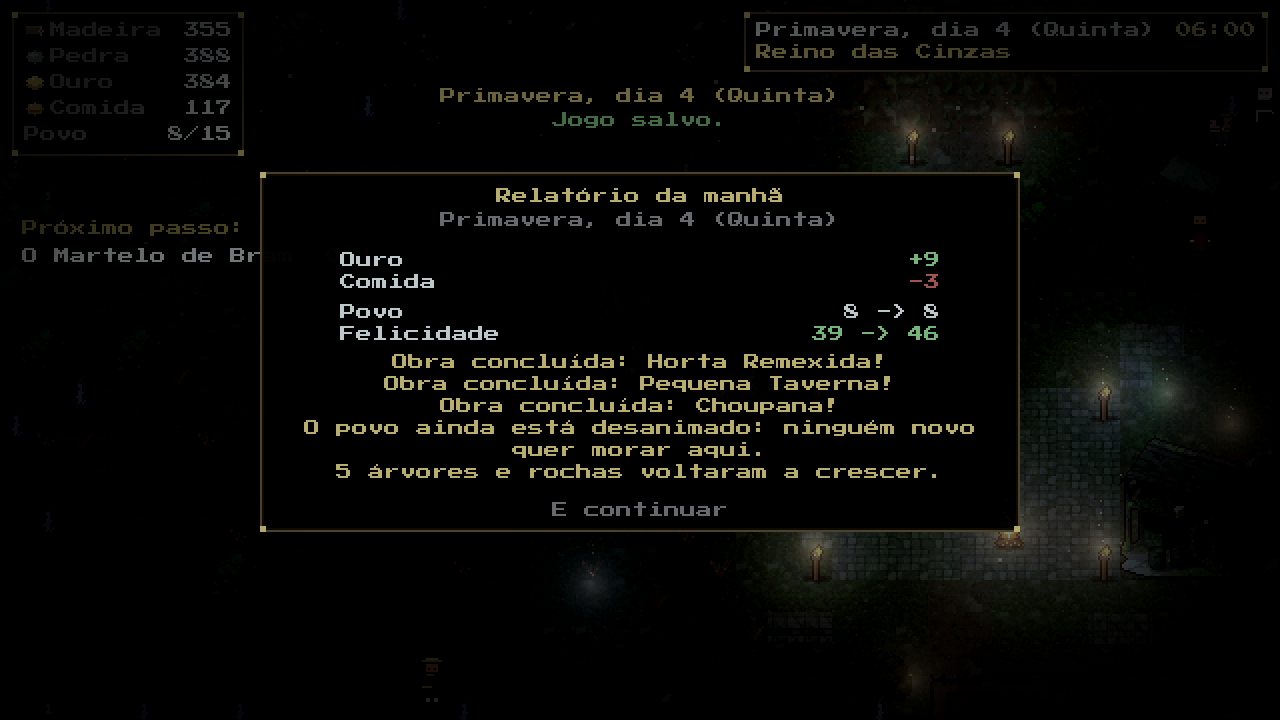 Madeira 355
Pedra 388
Ouro 384
Comida 117
Povo 8/15
Primavera, dia 4 (Quinta) 06:00
Reino das Cinzas
Primavera, dia 4 (Quinta)
Jogo salvo.
Próximo passo:
O Martelo de Br
Relatório da manhã
Primavera, dia 4 (Quinta)
Ouro +9
Comida -3
Povo 8 -> 8
Felicidade 39 -> 46
Obra concluída: Horta Remexida!
Obra concluída: Pequena Taverna!
Obra concluída: Choupana!
O povo ainda está desanimado: ninguém novo
quer morar aqui.
5 árvores e rochas voltaram a crescer.
E continuar